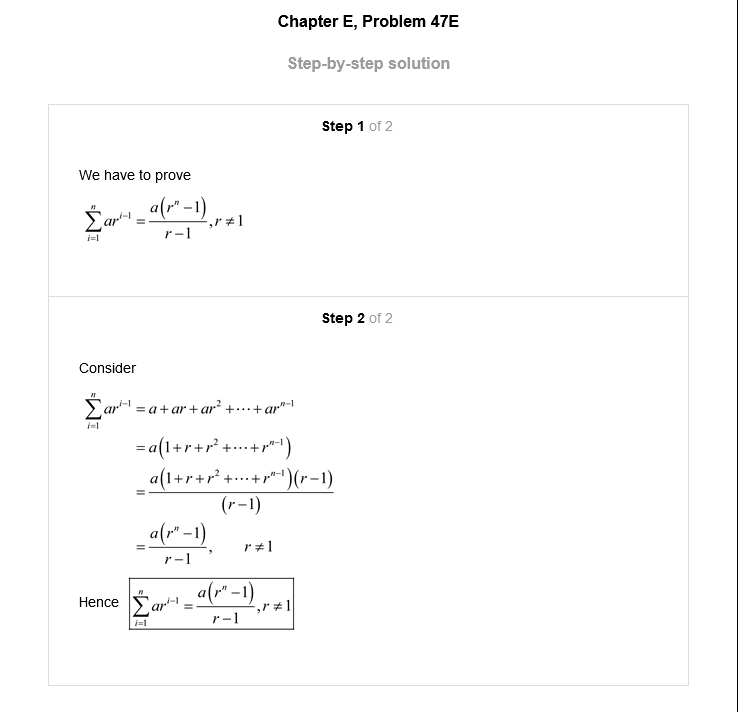 Chapter E, Problem 47E
Step-by-step solution
Step 1 of 2
We have to prove
$\sum_{i=1}^{n} ar^{i-1} = \frac{a(r^n-1)}{r-1}, r \neq 1$
Step 2 of 2
Consider
$\sum_{i=1}^{n} ar^{i-1} = a + ar + ar^2 + \cdots + ar^{n-1}$
$= a(1 + r + r^2 + \cdots + r^{n-1})$
$= \frac{a(1 + r + r^2 + \cdots + r^{n-1})(r-1)}{(r-1)}$
$= \frac{a(r^n-1)}{r-1}, \quad r \neq 1$
Hence $\sum_{i=1}^{n} ar^{i-1} = \frac{a(r^n-1)}{r-1}, r \neq 1$